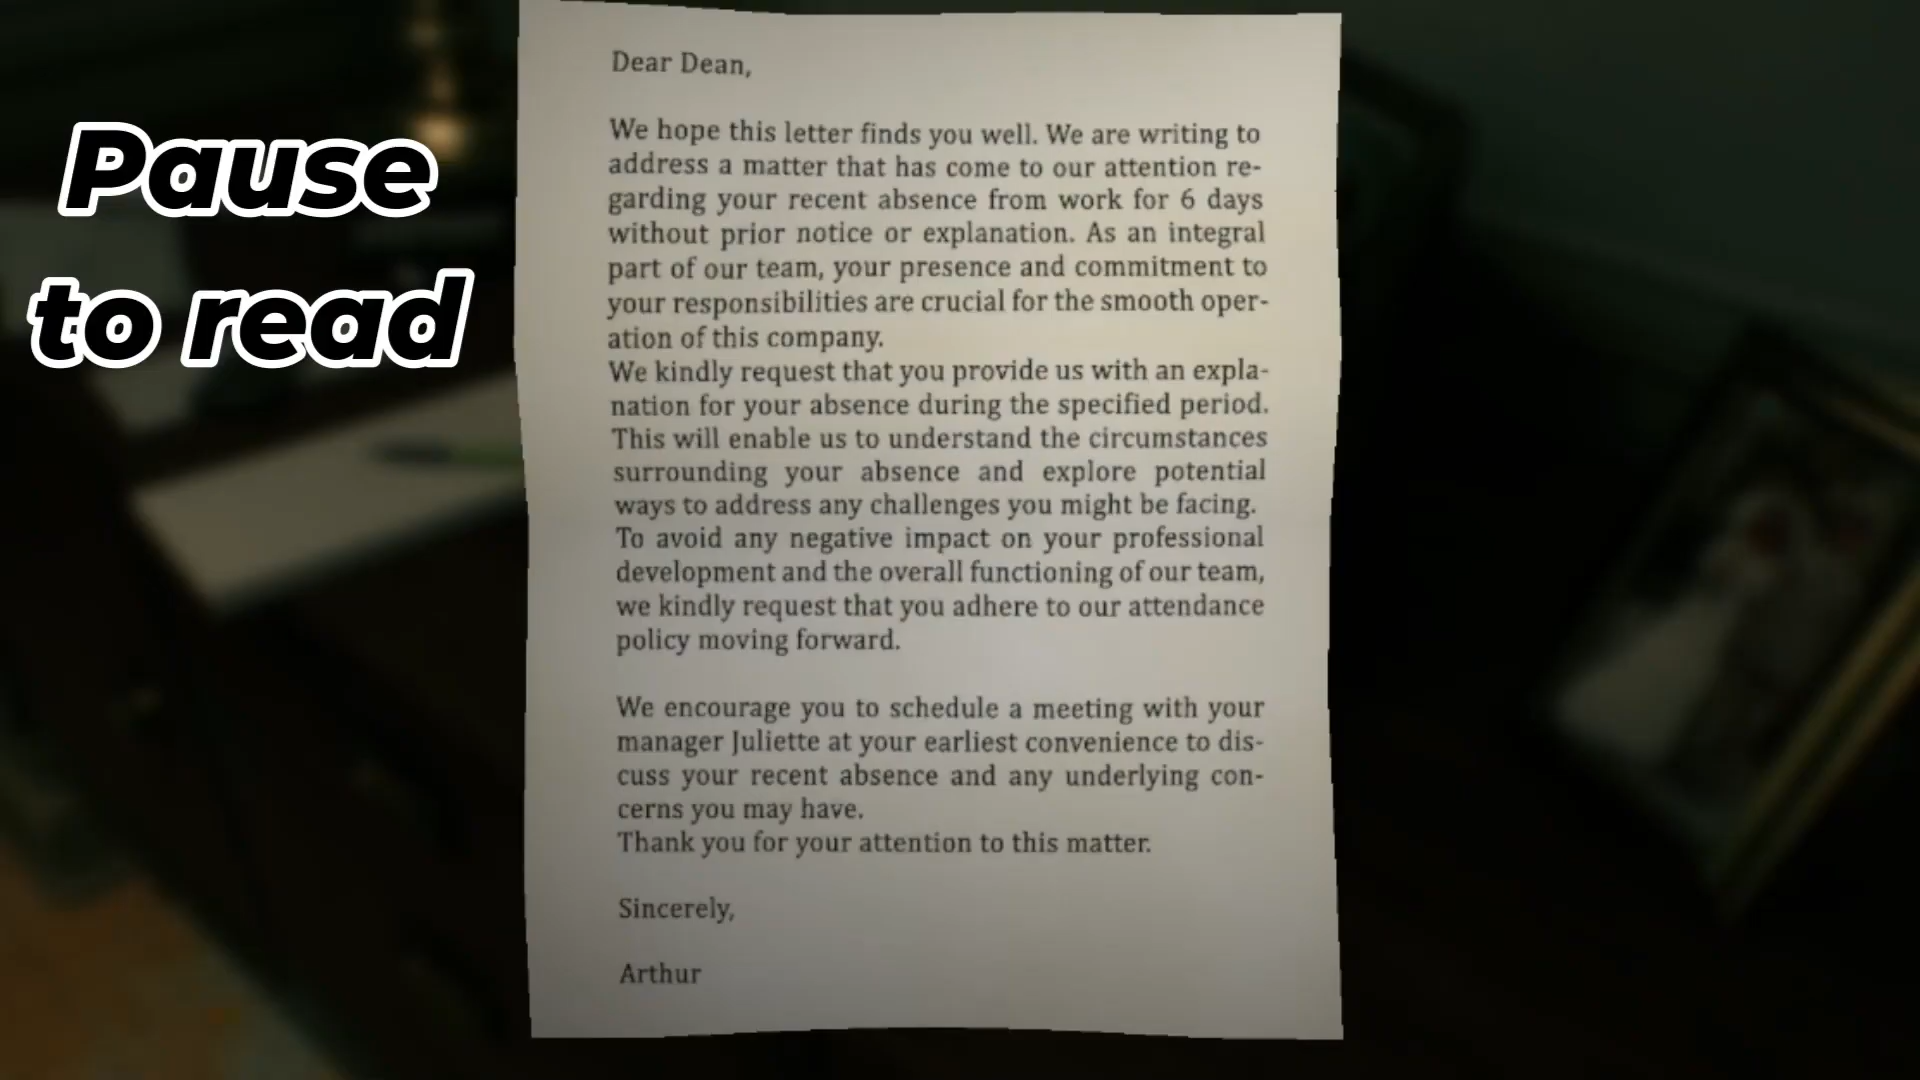 Pause
to read
Dear Dean,
We hope this letter finds you well. We are writing to
address a matter that has come to our attention re-
garding your recent absence from work for 6 days
without prior notice or explanation. As an integral
part of our team, your presence and commitment to
your responsibilities are crucial for the smooth oper-
ation of this company.
We kindly request that you provide us with an expla-
nation for your absence during the specified period.
This will enable us to understand the circumstances
surrounding your absence and explore potential
ways to address any challenges you might be facing.
To avoid any negative impact on your professional
development and the overall functioning of our team,
we kindly request that you adhere to our attendance
policy moving forward.
We encourage you to schedule a meeting with your
manager Juliette at your earliest convenience to dis-
cuss your recent absence and any underlying con-
cerns you may have.
Thank you for your attention to this matter.
Sincerely,
Arthur